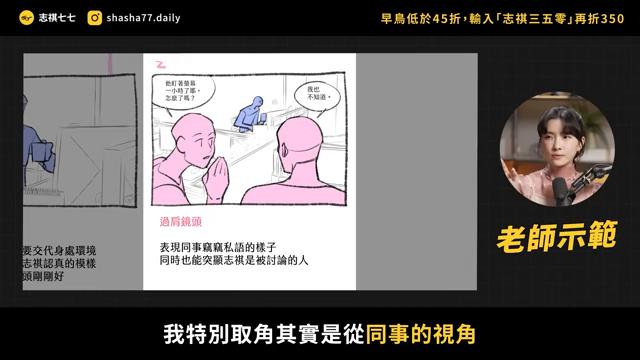 志祺七七
shasha77.daily
早鳥低於45折，輸入「志祺三五零」再折350
他盯著螢幕
一小時了耶，
怎麼了嗎？
我也
不知道。
過肩鏡頭
表現同事竊竊私語的樣子
同時也能突顯志祺是被討論的人
要交代身處環境
志祺認真的模樣
頭剛剛好
老師示範
我特別取角其實是從同事的視角